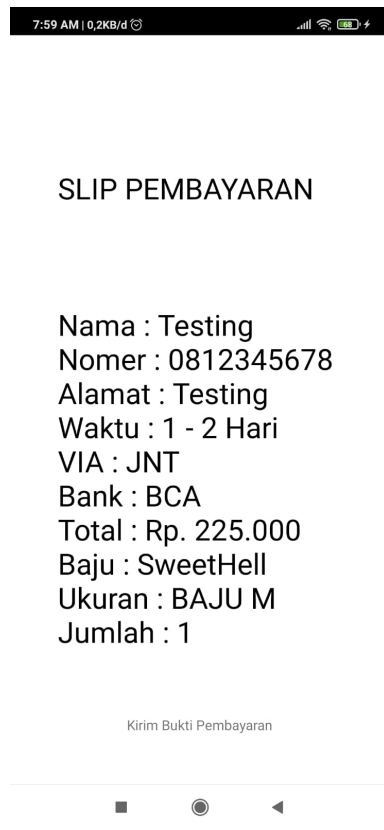 7:59 AM | 0,2KB/d
68
SLIP PEMBAYARAN
Nama : Testing
Nomer : 0812345678
Alamat : Testing
Waktu : 1 - 2 Hari
VIA : JNT
Bank : BCA
Total : Rp. 225.000
Baju : SweetHell
Ukuran : BAJU M
Jumlah : 1
Kirim Bukti Pembayaran